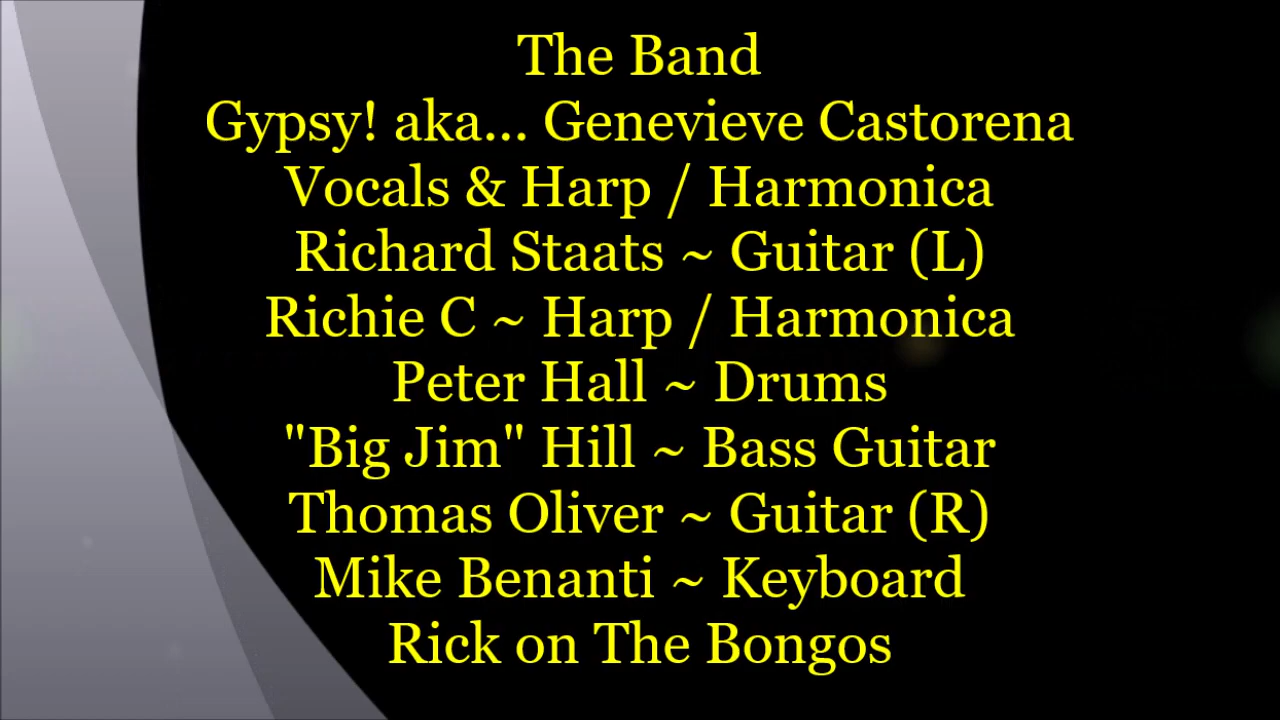 The Band
Gypsy! aka... Genevieve Castorena
Vocals & Harp / Harmonica
Richard Staats ~ Guitar (L)
Richie C ~ Harp / Harmonica
Peter Hall ~ Drums
"Big Jim" Hill ~ Bass Guitar
Thomas Oliver ~ Guitar (R)
Mike Benanti ~ Keyboard
Rick on The Bongos